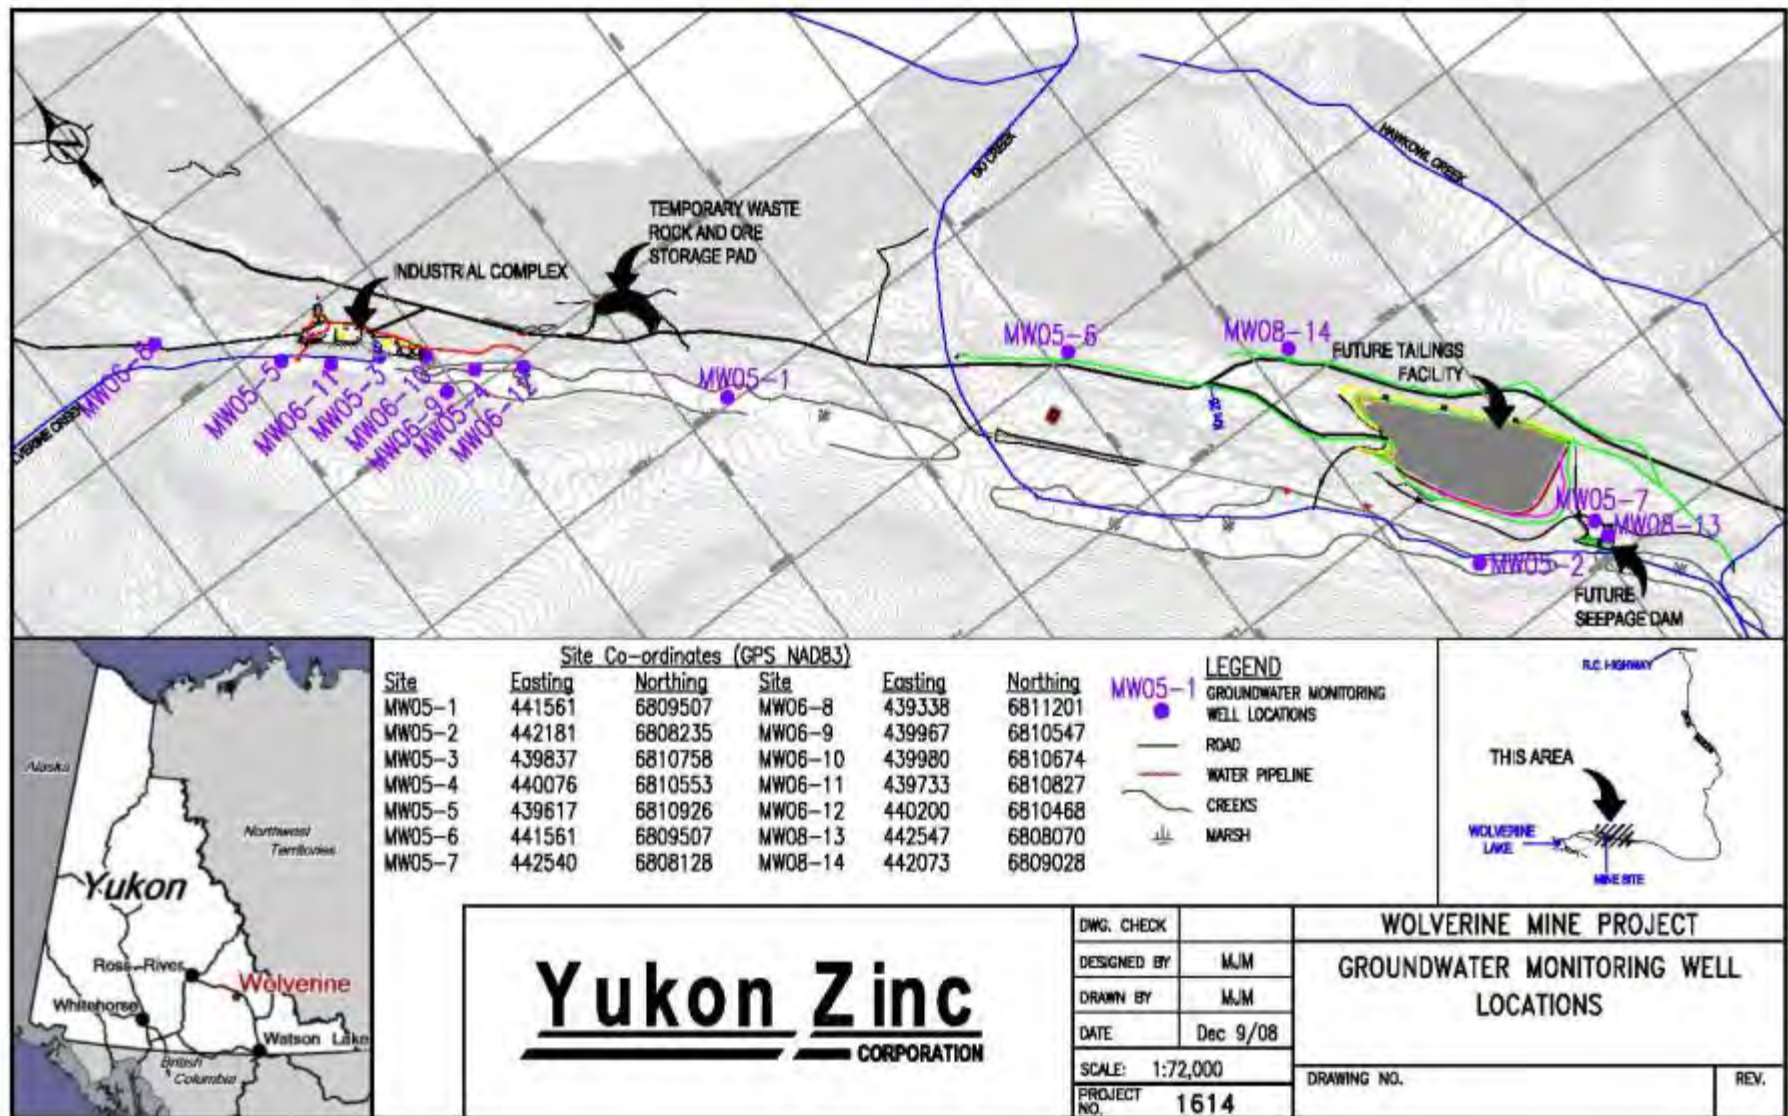 GO CREEK
HAWKOWL CREEK
TEMPORARY WASTE
ROCK AND ORE
STORAGE PAD
INDUSTRIAL COMPLEX
MW05-6
MW08-14
FUTURE TAILINGS
FACILITY
MW06-8
MW05-5
MW06-11
MW05-3
MW06-10
MW06-9
MW05-4
MW06-12
MW05-1
MW05-7
MW08-13
MW05-2
FUTURE
SEEPAGE DAM
Site Co-ordinates (GPS NAD83)
Site Easting Northing Site Easting Northing
MW05-1 441561 6809507 MW06-8 439338 6811201
MW05-2 442181 6808235 MW06-9 439967 6810547
MW05-3 439837 6810758 MW06-10 439980 6810674
MW05-4 440076 6810553 MW06-11 439733 6810827
MW05-5 439617 6810926 MW06-12 440200 6810468
MW05-6 441561 6809507 MW08-13 442547 6808070
MW05-7 442540 6808128 MW08-14 442073 6809028
LEGEND
MW05-1 GROUNDWATER MONITORING
WELL LOCATIONS
ROAD
WATER PIPELINE
CREEKS
MARSH
R.C. HIGHWAY
THIS AREA
WOLVERINE
LAKE
MINE SITE
Alaska
Northwest
Territories
Yukon
Ross River
Wolverine
Whitehorse
Watson Lake
British
Columbia
Yukon Zinc
CORPORATION
DWG. CHECK
DESIGNED BY MJM
DRAWN BY MJM
DATE Dec 9/08
SCALE: 1:72,000
PROJECT
NO. 1614
WOLVERINE MINE PROJECT
GROUNDWATER MONITORING WELL
LOCATIONS
DRAWING NO. REV.